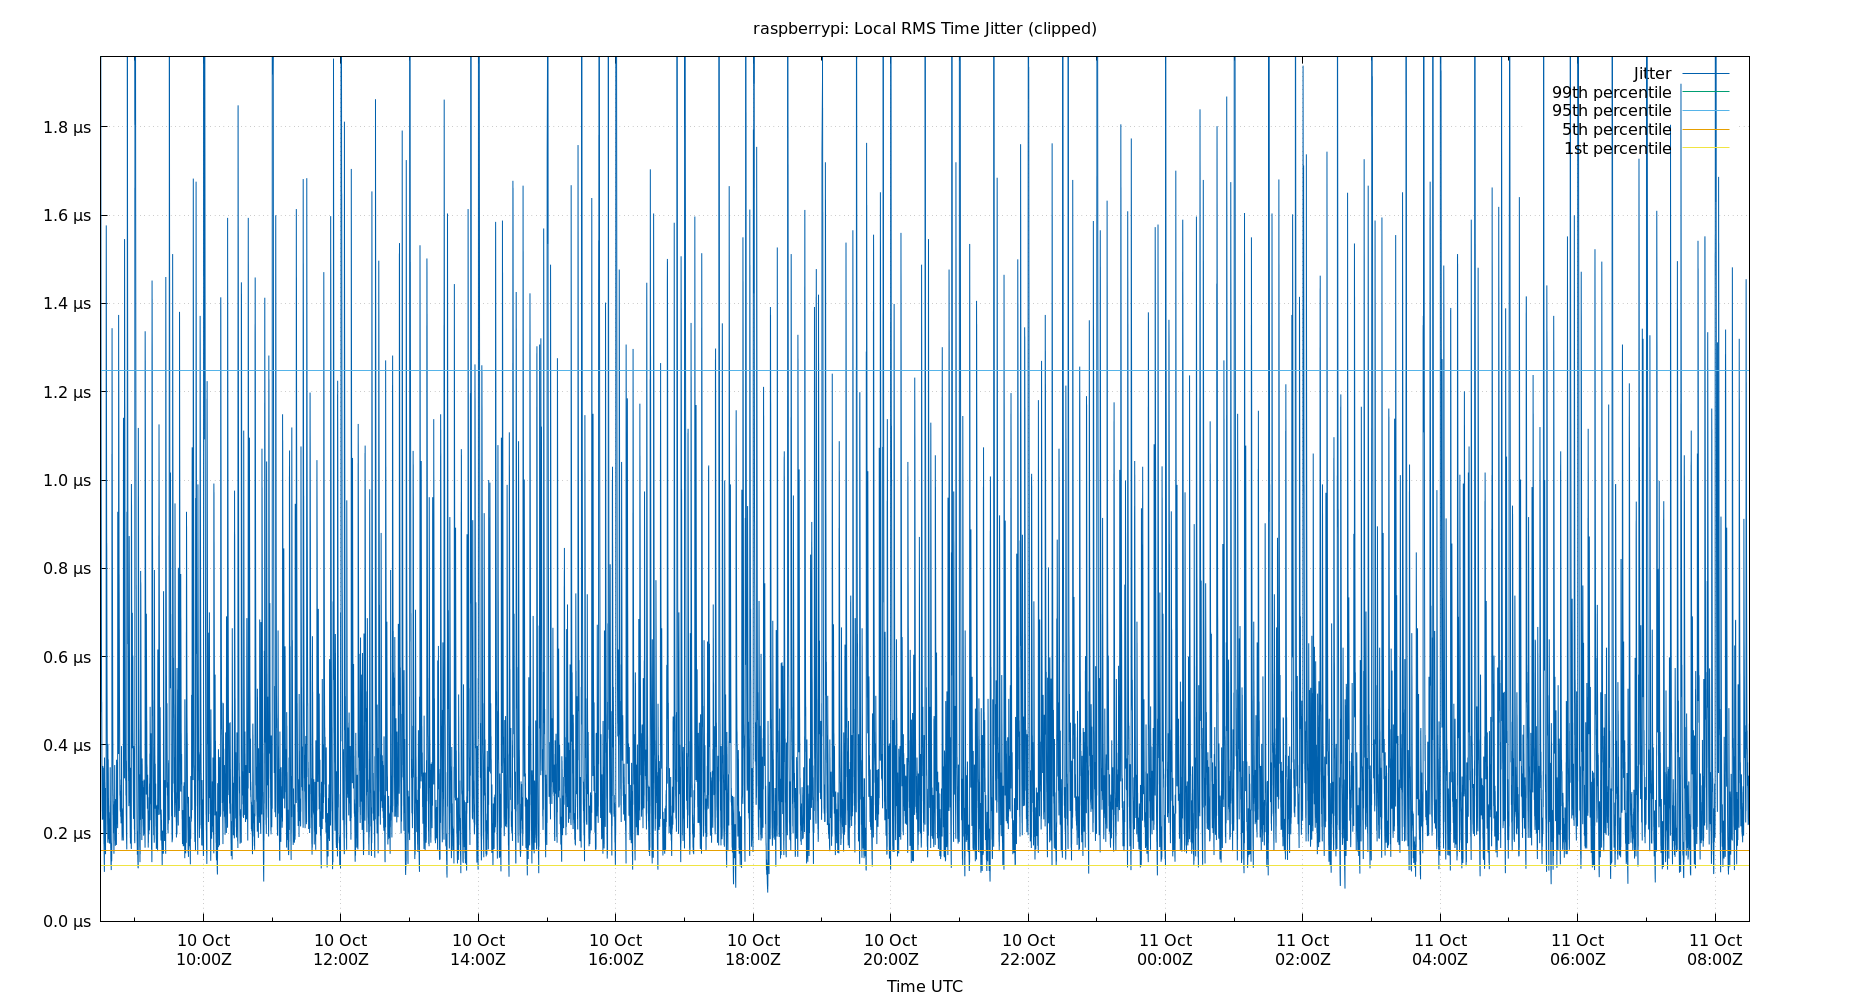 raspberrypi: Local RMS Time Jitter (clipped)
Jitter
99th percentile
95th percentile
5th percentile
1st percentile
1.8 μs
1.6 μs
1.4 μs
1.2 μs
1.0 μs
0.8 μs
0.6 μs
0.4 μs
0.2 μs
0.0 μs
10 Oct 10 Oct 10 Oct 10 Oct 10 Oct 10 Oct 10 Oct 11 Oct 11 Oct 11 Oct 11 Oct 11 Oct
10:00Z 12:00Z 14:00Z 16:00Z 18:00Z 20:00Z 22:00Z 00:00Z 02:00Z 04:00Z 06:00Z 08:00Z
Time UTC